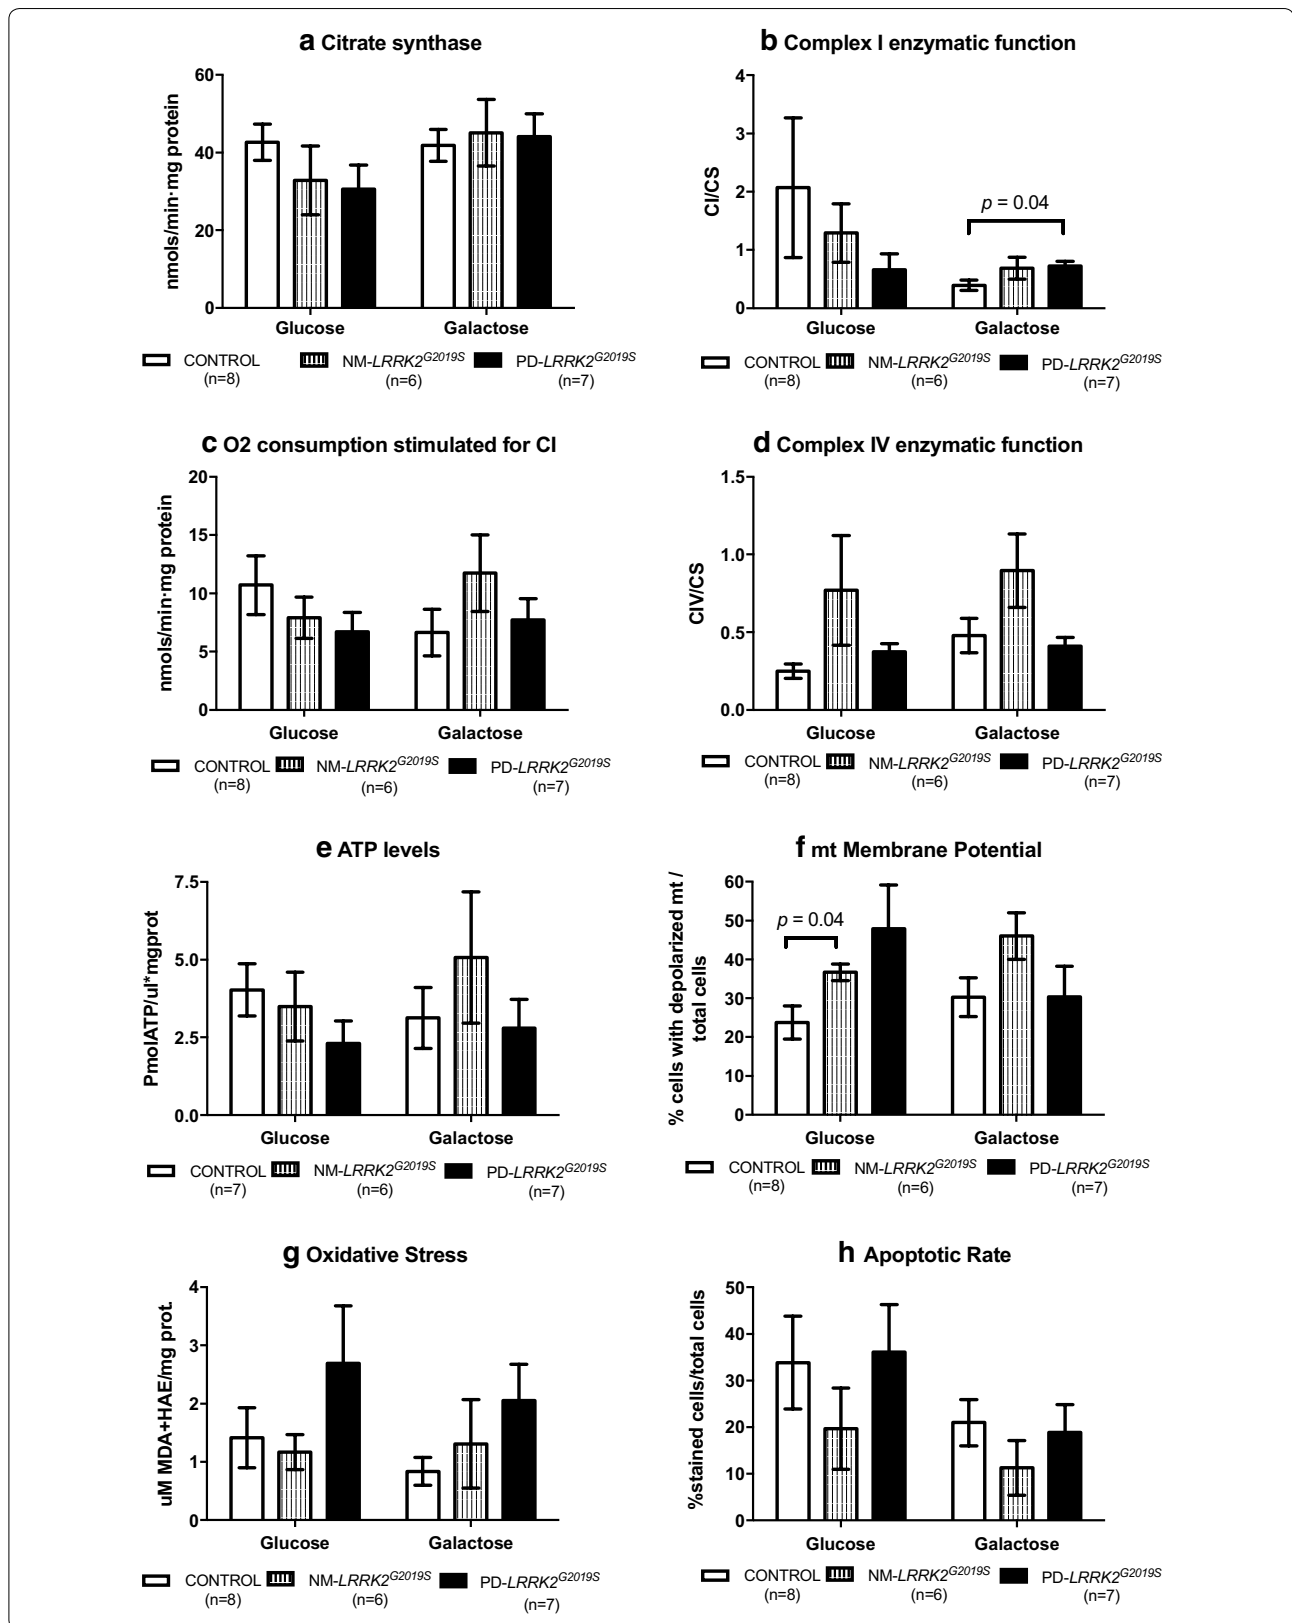 a Citrate synthase
nmols/min·mg protein
60
40
20
0
Glucose Galactose
CONTROL NM-LRRK2G2019S PD-LRRK2G2019S
(n=8) (n=6) (n=7)
b Complex I enzymatic function
CI/CS
4
3
2
1
0
p = 0.04
Glucose Galactose
CONTROL NM-LRRK2G2019S PD-LRRK2G2019S
(n=8) (n=6) (n=7)
c O2 consumption stimulated for CI
nmols/min·mg protein
20
15
10
5
0
Glucose Galactose
CONTROL NM-LRRK2G2019S PD-LRRK2G2019S
(n=8) (n=6) (n=7)
d Complex IV enzymatic function
CIV/CS
1.5
1.0
0.5
0.0
Glucose Galactose
CONTROL NM-LRRK2G2019S PD-LRRK2G2019S
(n=8) (n=6) (n=7)
e ATP levels
PmolATP/ul*mgprot
7.5
5.0
2.5
0.0
Glucose Galactose
CONTROL NM-LRRK2G2019S PD-LRRK2G2019S
(n=7) (n=6) (n=7)
f mt Membrane Potential
% cells with depolarized mt /
total cells
60
50
40
30
20
10
0
p = 0.04
Glucose Galactose
CONTROL NM-LRRK2G2019S PD-LRRK2G2019S
(n=8) (n=6) (n=7)
g Oxidative Stress
uM MDA+HAE/mg prot.
4
3
2
1
0
Glucose Galactose
CONTROL NM-LRRK2G2019S PD-LRRK2G2019S
(n=8) (n=6) (n=7)
h Apoptotic Rate
%stained cells/total cells
50
40
30
20
10
0
Glucose Galactose
CONTROL NM-LRRK2G2019S PD-LRRK2G2019S
(n=8) (n=6) (n=7)